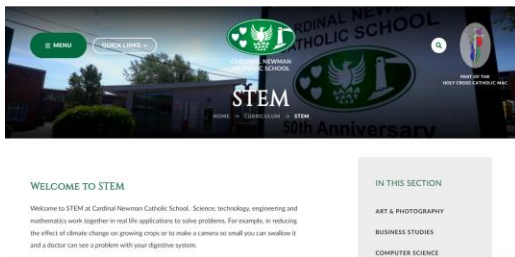 MENU
QUICK LINKS
CARDINAL NEWMAN
CATHOLIC SCHOOL
CARDINAL NEWMAN
CATHOLIC SCHOOL
50th Anniversary
PART OF THE
HOLY CROSS CATHOLIC MAC
STEM
HOME → CURRICULUM → STEM
WELCOME TO STEM
Welcome to STEM at Cardinal Newman Catholic School. Science, technology, engineering and
mathematics work together in real life applications to solve problems. For example, in reducing
the effect of climate change on growing crops or to make a camera so small you can swallow it
and a doctor can see a problem with your digestive system.
IN THIS SECTION
ART & PHOTOGRAPHY
BUSINESS STUDIES
COMPUTER SCIENCE